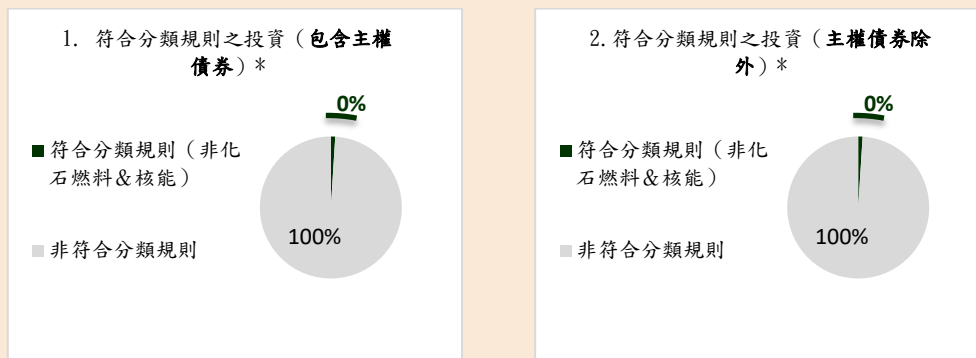 1. 符合分類規則之投資（包含主權
債券）*
0%
■ 符合分類規則（非化
石燃料&核能）
100%
■ 非符合分類規則
2.符合分類規則之投資（主權債券除
外）*
0%
■ 符合分類規則（非化
石燃料&核能）
100%
■ 非符合分類規則